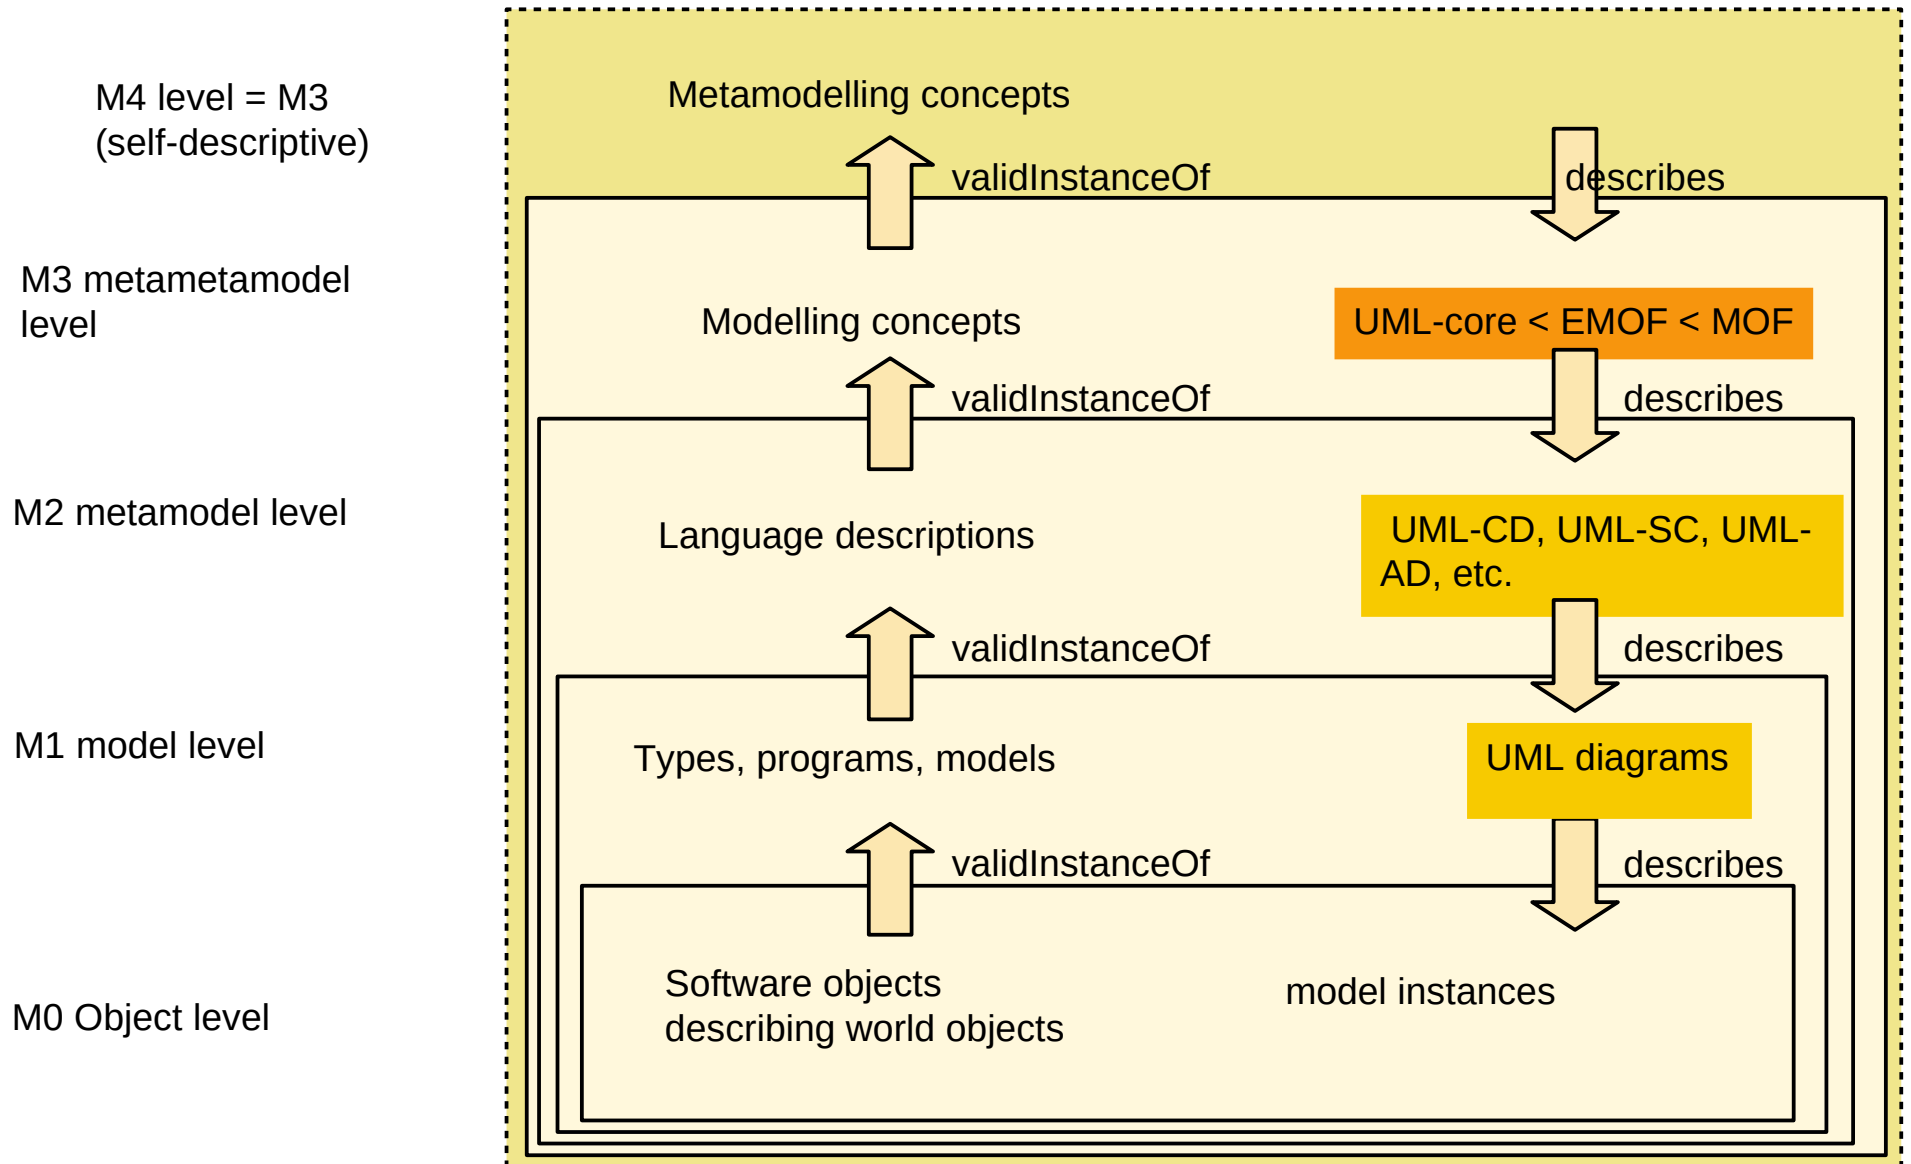 M4 level = M3
(self-descriptive)
Metamodelling concepts
validInstanceOf
describes
M3 metametamodel
level
Modelling concepts
UML-core < EMOF < MOF
validInstanceOf
describes
M2 metamodel level
Language descriptions
UML-CD, UML-SC, UML-
AD, etc.
validInstanceOf
describes
M1 model level
Types, programs, models
UML diagrams
validInstanceOf
describes
M0 Object level
Software objects
describing world objects
model instances